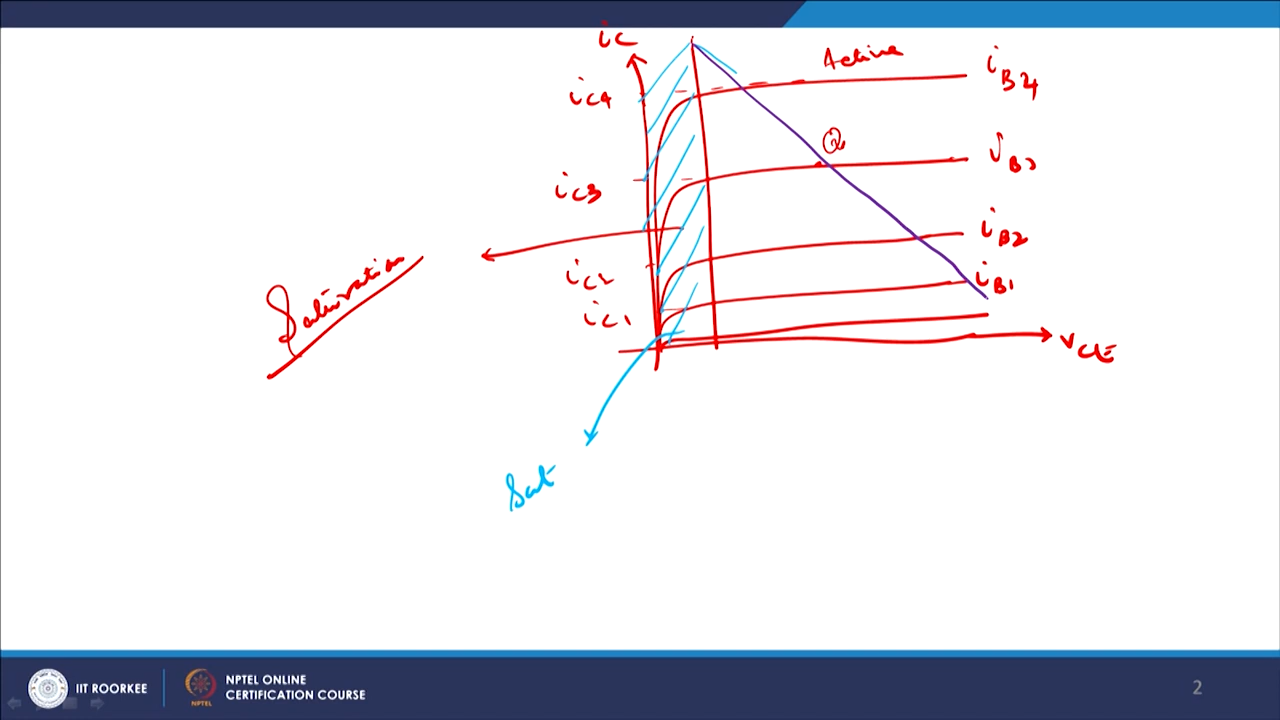 iC
Active
iB4
iC4
Q
iB3
iC3
iB2
Saturation
iC2
iB1
iC1
vCE
Sat
IIT ROORKEE
NPTEL ONLINE
CERTIFICATION COURSE
2